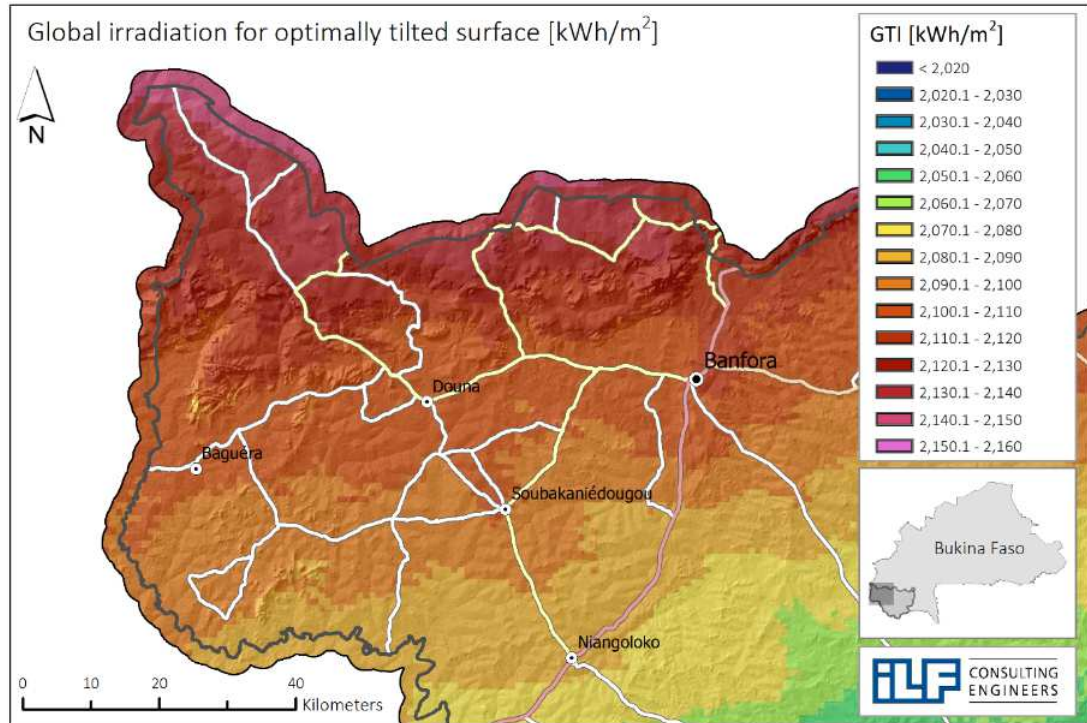 Global irradiation for optimally tilted surface [kWh/m²]
N
GTI [kWh/m²]
< 2,020
2,020.1 - 2,030
2,030.1 - 2,040
2,040.1 - 2,050
2,050.1 - 2,060
2,060.1 - 2,070
2,070.1 - 2,080
2,080.1 - 2,090
2,090.1 - 2,100
2,100.1 - 2,110
2,110.1 - 2,120
2,120.1 - 2,130
2,130.1 - 2,140
2,140.1 - 2,150
2,150.1 - 2,160
Banfora
Douna
Baguéra
Soubakaniédougou
Niangoloko
Bukina Faso
0 10 20 40
Kilometers
iLF CONSULTING
ENGINEERS